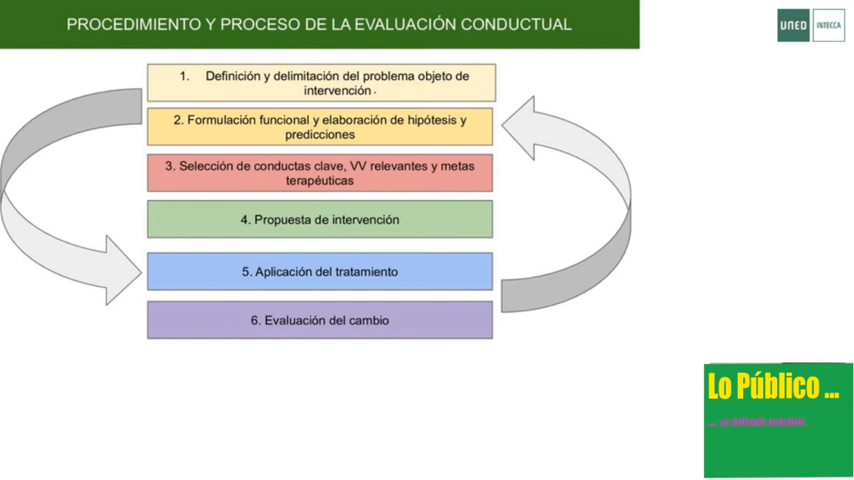 PROCEDIMIENTO Y PROCESO DE LA EVALUACIÓN CONDUCTUAL
UNED
INTECCA
1. Definición y delimitación del problema objeto de
intervención.
2. Formulación funcional y elaboración de hipótesis y
predicciones
3. Selección de conductas clave, VV relevantes y metas
terapéuticas
4. Propuesta de intervención
5. Aplicación del tratamiento
6. Evaluación del cambio
Lo Público ...